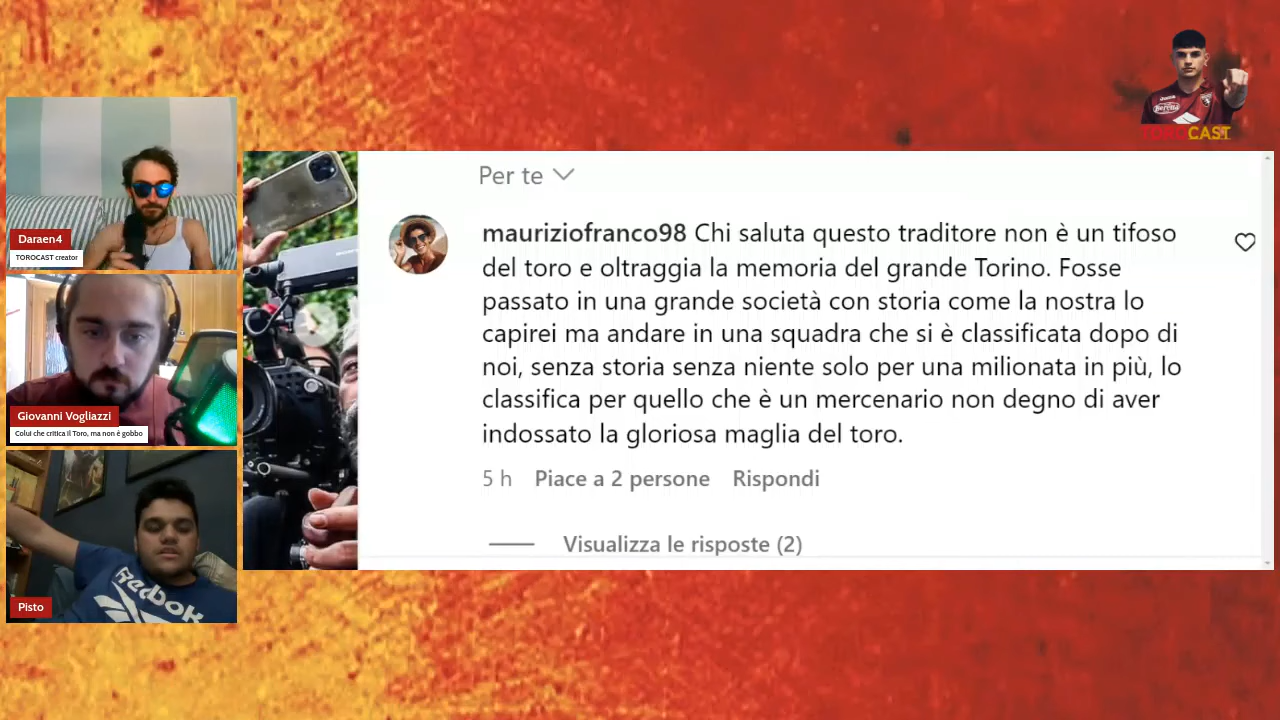 TOROCAST
Daraen4
TOROCAST creator
Giovanni Vogliazzi
Colui che critica il Toro, ma non è gobbo
Reebok
Pisto
Per te
mauriziofranco98 Chi saluta questo traditore non è un tifoso
del toro e oltraggia la memoria del grande Torino. Fosse
passato in una grande società con storia come la nostra lo
capirei ma andare in una squadra che si è classificata dopo di
noi, senza storia senza niente solo per una milionata in più, lo
classifica per quello che è un mercenario non degno di aver
indossato la gloriosa maglia del toro.
5 h Piace a 2 persone Rispondi
Visualizza le risposte (2)